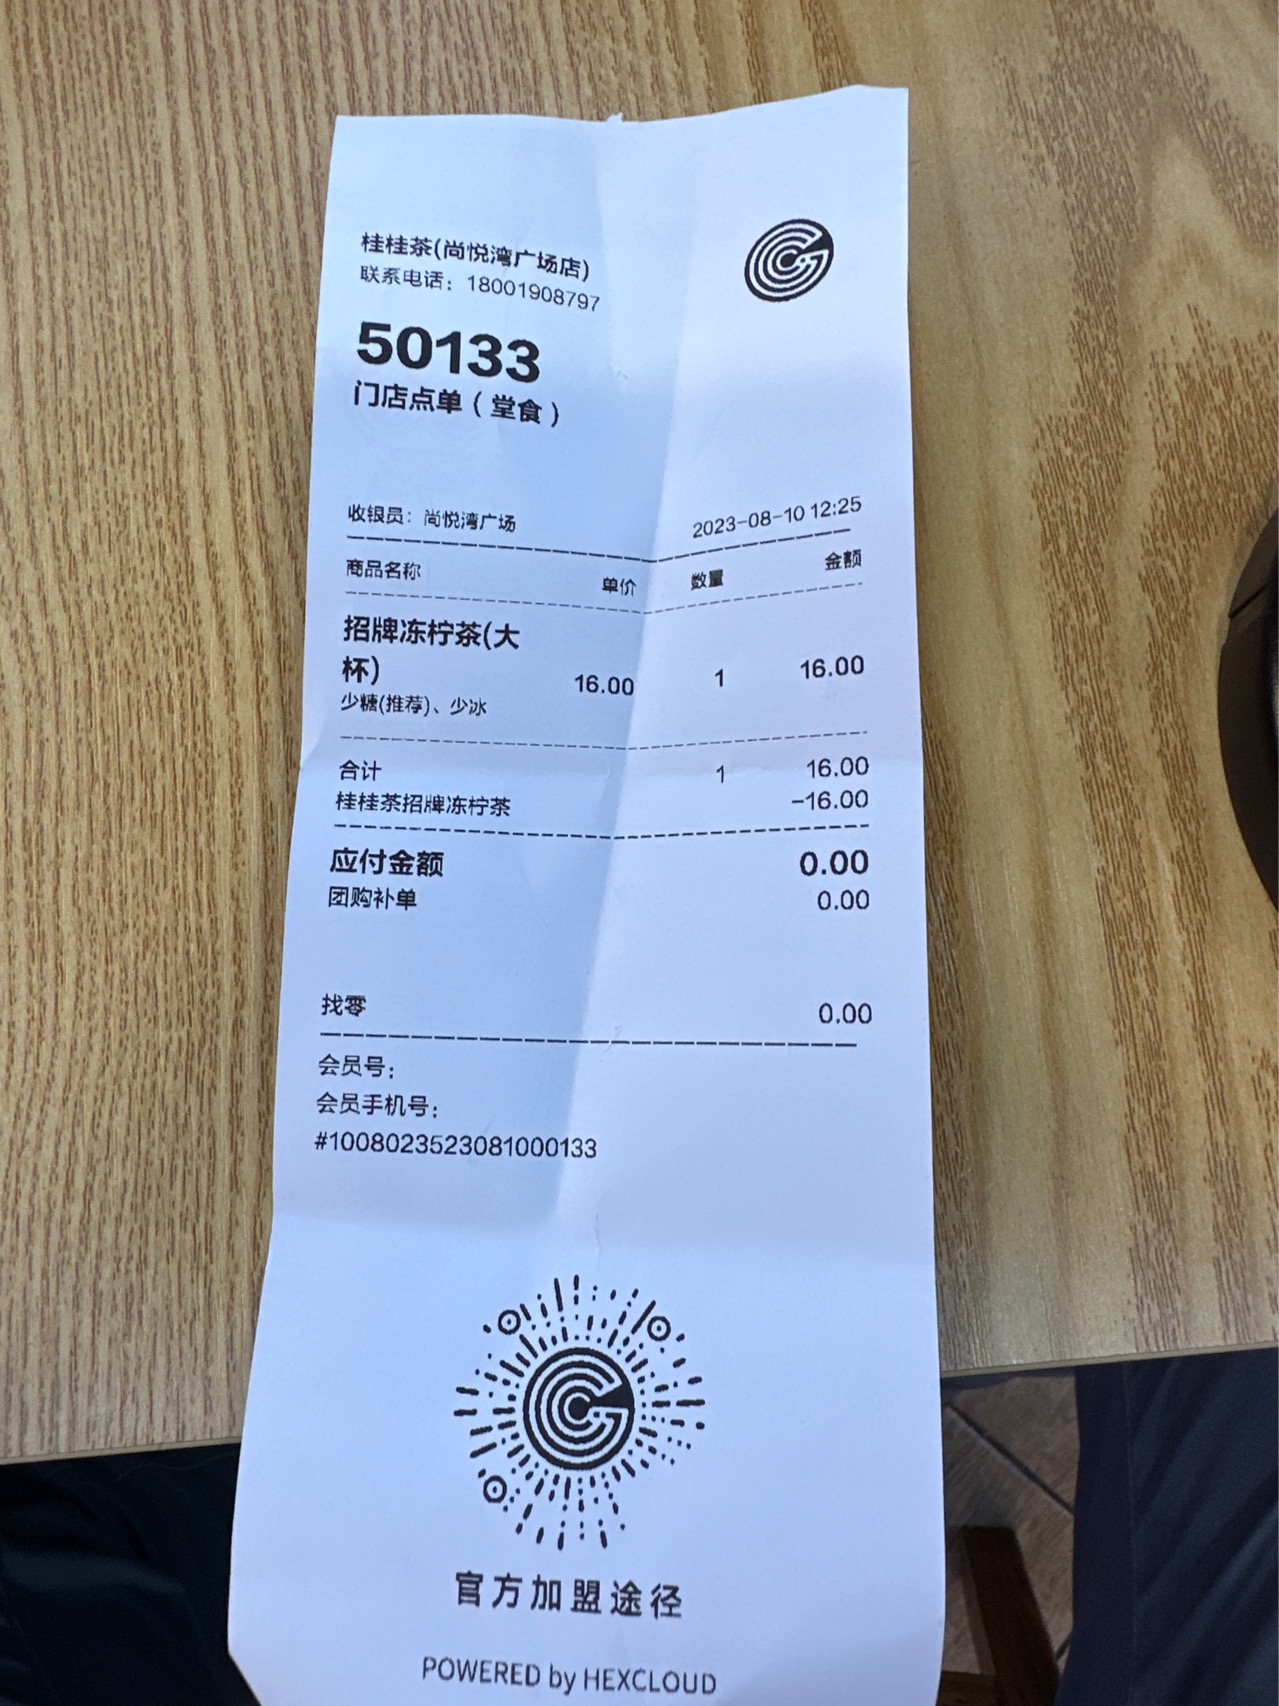 桂桂茶(尚悦湾广场店)
联系电话：18001908797
50133
门店点单（堂食）
收银员：尚悦湾广场 2023-08-10 12:25
商品名称 单价 数量 金额
招牌冻柠茶(大
杯) 16.00 1 16.00
少糖(推荐)、少冰
合计 1 16.00
桂桂茶招牌冻柠茶 -16.00
应付金额 0.00
团购补单 0.00
找零 0.00
会员号：
会员手机号：
#1008023523081000133
官方加盟途径
POWERED by HEXCLOUD